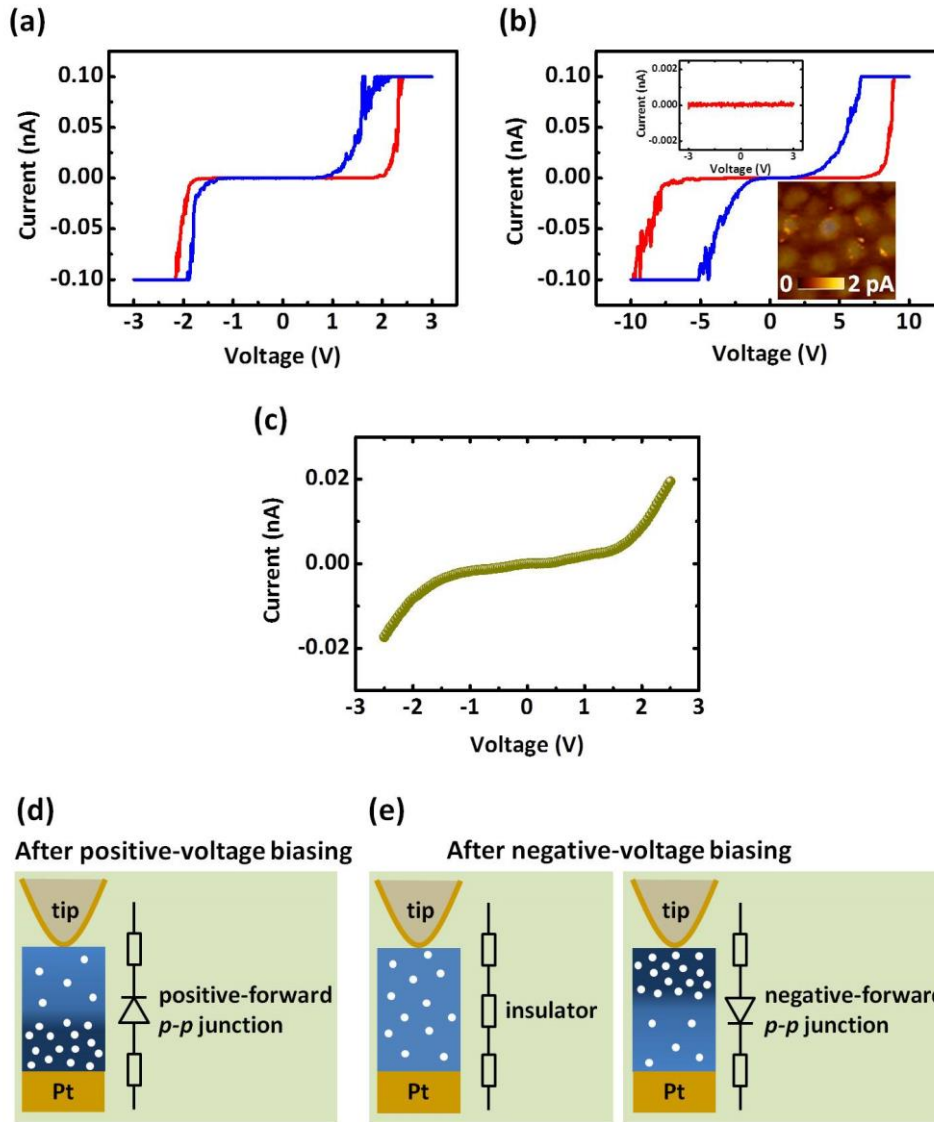 (a)
0.10
0.05
0.00
-0.05
-0.10
Current (nA)
-3 -2 -1 0 1 2 3
Voltage (V)
(b)
0.10
0.05
0.00
-0.05
-0.10
Current (nA)
0.002
0.000
-0.002
Current (nA)
-3 0 3
Voltage (V)
0 2 pA
-10 -5 0 5 10
Voltage (V)
(c)
0.02
0.00
-0.02
Current (nA)
-3 -2 -1 0 1 2 3
Voltage (V)
(d)
After positive-voltage biasing
tip
positive-forward
p-p junction
Pt
(e)
After negative-voltage biasing
tip
insulator
Pt
tip
negative-forward
p-p junction
Pt